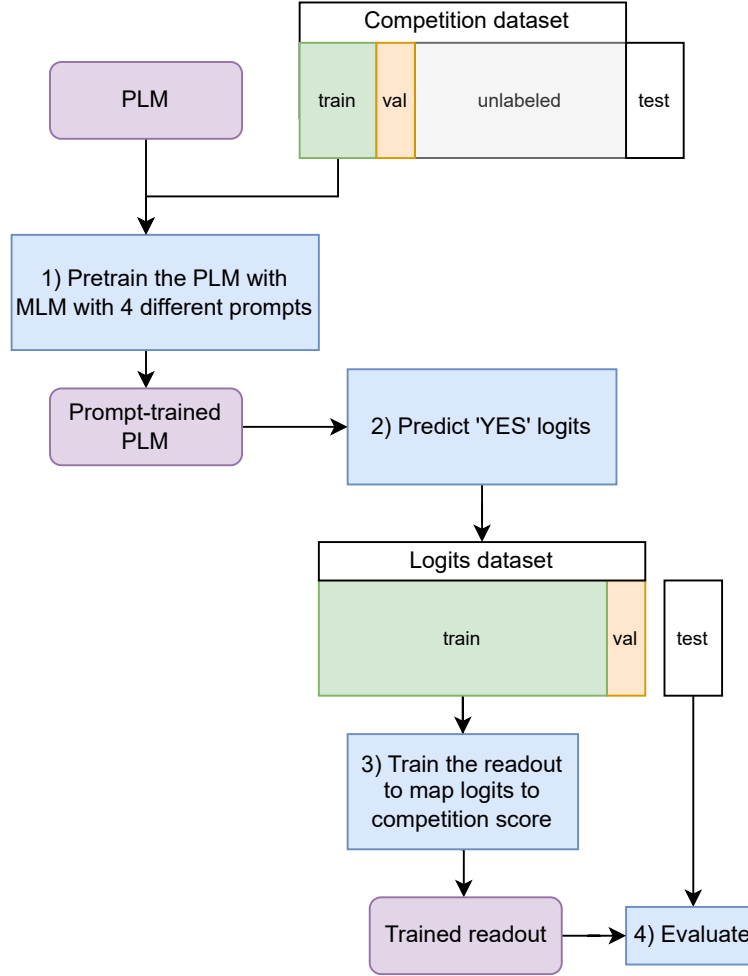 Competition dataset
PLM
train
val
unlabeled
test
1) Pretrain the PLM with
MLM with 4 different prompts
Prompt-trained
PLM
2) Predict 'YES' logits
Logits dataset
train
val
test
3) Train the readout
to map logits to
competition score
Trained readout
4) Evaluate